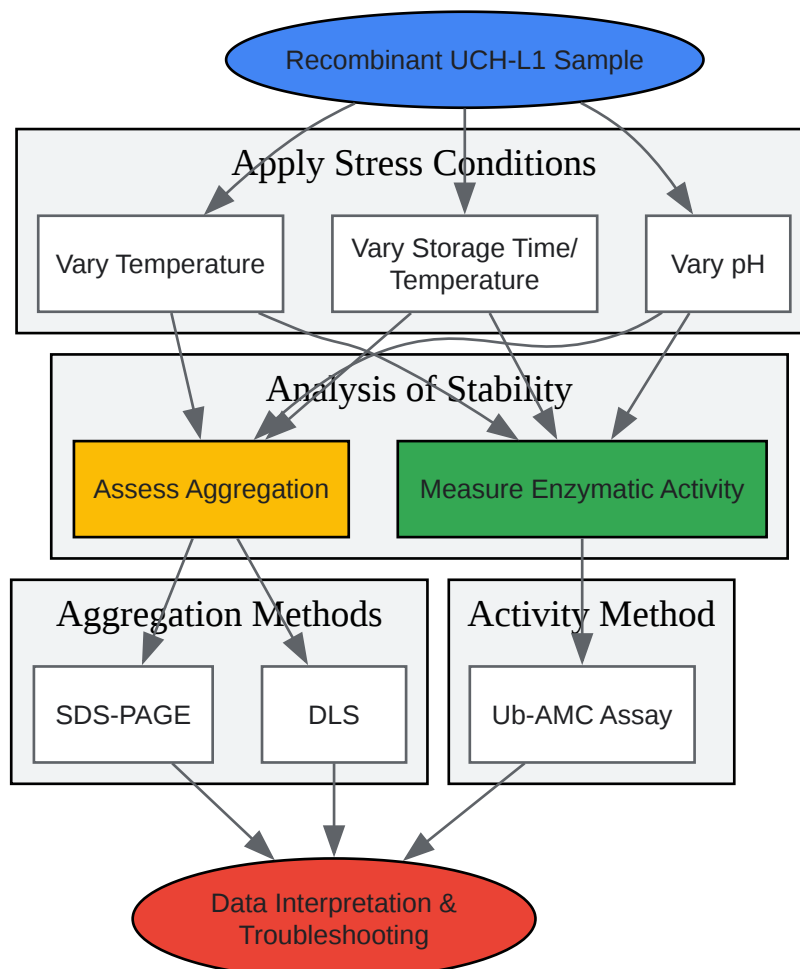 Recombinant UCH-L1 Sample
Apply Stress Conditions
Vary Temperature
Vary Storage Time/
Temperature
Vary pH
Analysis of Stability
Assess Aggregation
Measure Enzymatic Activity
Aggregation Methods
Activity Method
SDS-PAGE
DLS
Ub-AMC Assay
Data Interpretation &
Troubleshooting